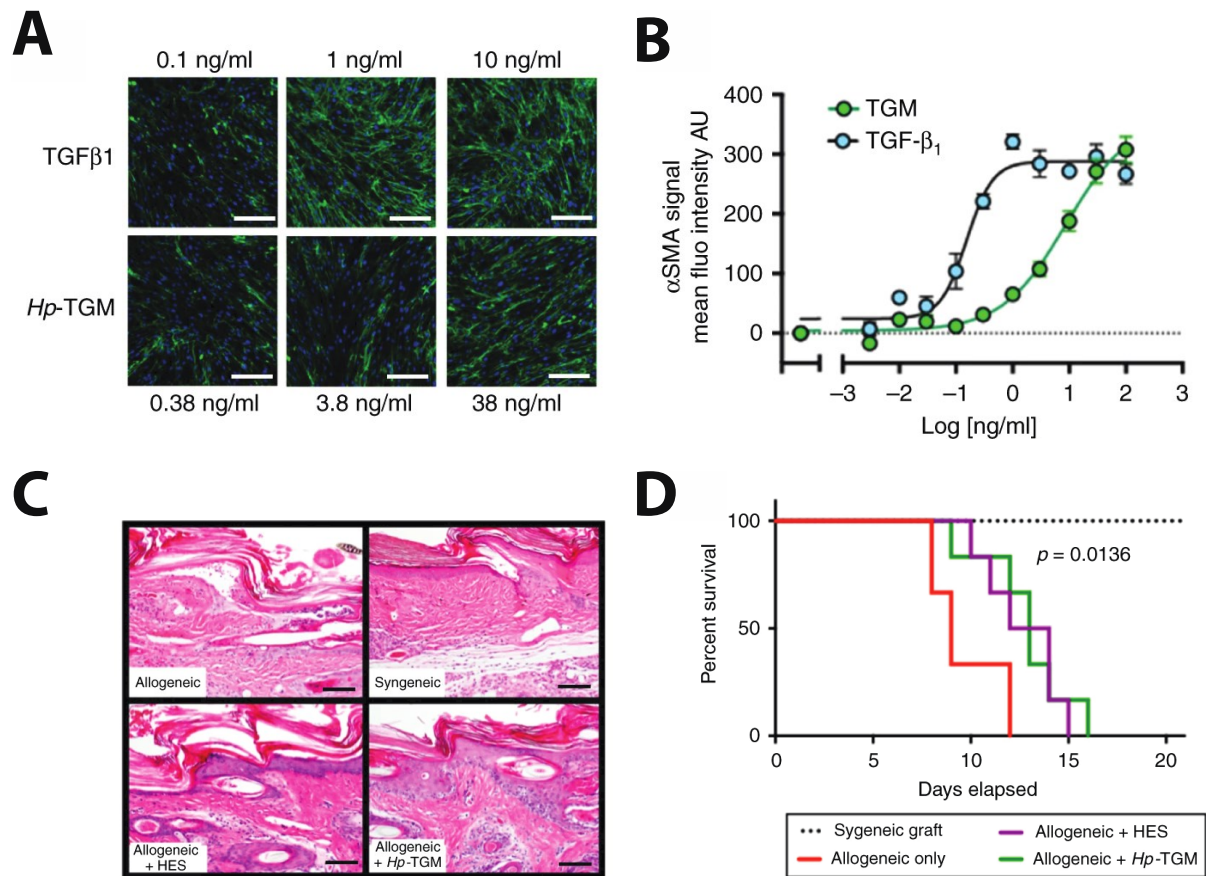 A
0.1 ng/ml 1 ng/ml 10 ng/ml
TGFβ1
Hp-TGM
0.38 ng/ml 3.8 ng/ml 38 ng/ml
B
αSMA signal
mean fluo intensity AU
400
300
200
100
0
TGM
TGF-β₁
–3 –2 –1 0 1 2 3
Log [ng/ml]
C
Allogeneic
Syngeneic
Allogeneic
+ HES
Allogeneic
+ Hp-TGM
D
Percent survival
100
50
0
p = 0.0136
0 5 10 15 20
Days elapsed
Sygeneic graft
Allogeneic only
Allogeneic + HES
Allogeneic + Hp-TGM